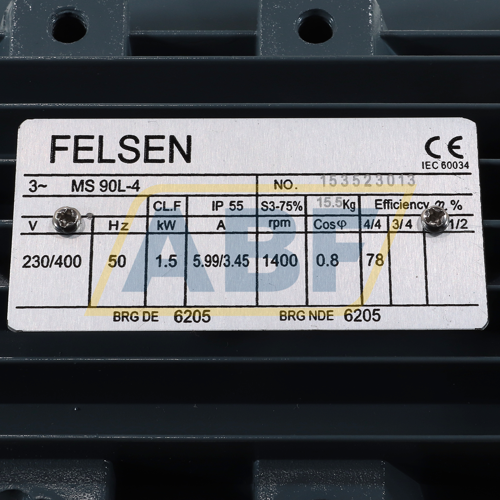 FELSEN
CE
IEC 60034
3~ MS 90L-4 NO. 153523013
CL.F IP 55 S3-75% 15.5Kg Efficiency η %
V Hz kW A rpm Cosφ 4/4 3/4 1/2
230/400 50 1.5 5.99/3.45 1400 0.8 78
BRG DE 6205 BRG NDE 6205
ABF